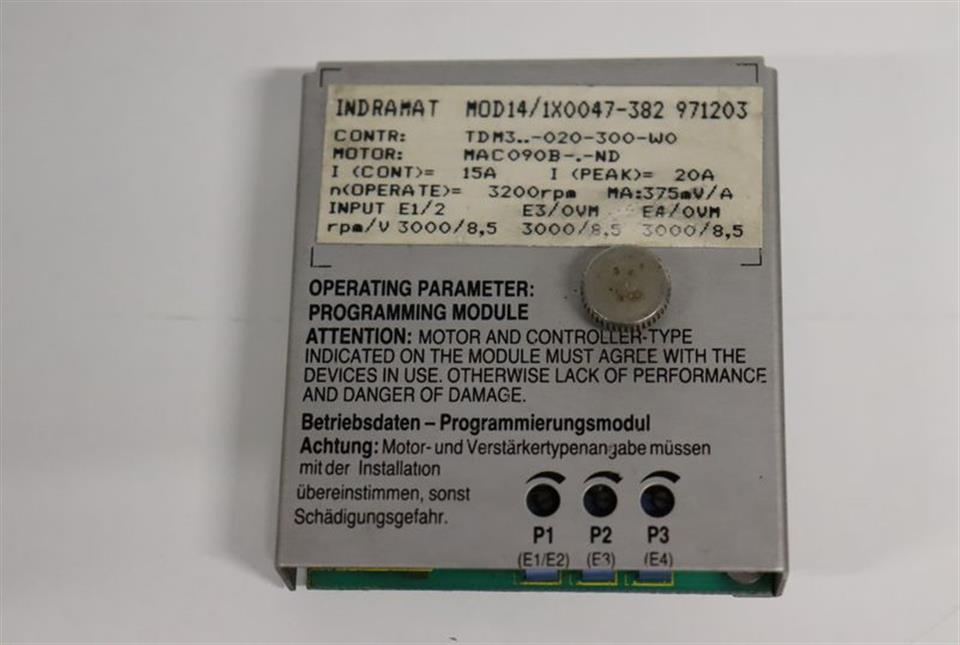 INDRAMAT MOD14/1X0047-382 971203
CONTR: TDM3..-020-300-W0
MOTOR: MAC090B-.-ND
I (CONT)= 15A I (PEAK)= 20A
n(OPERATE)= 3200rpm MA:375mV/A
INPUT E1/2 E3/0VM E4/0VM
rpm/V 3000/8,5 3000/8,5 3000/8,5
OPERATING PARAMETER:
PROGRAMMING MODULE
ATTENTION: MOTOR AND CONTROLLER-TYPE
INDICATED ON THE MODULE MUST AGREE WITH THE
DEVICES IN USE. OTHERWISE LACK OF PERFORMANCE
AND DANGER OF DAMAGE.
Betriebsdaten – Programmierungsmodul
Achtung: Motor- und Verstärkertypenangabe müssen
mit der Installation
übereinstimmen, sonst
Schädigungsgefahr.
P1 P2 P3
(E1/E2) (E3) (E4)